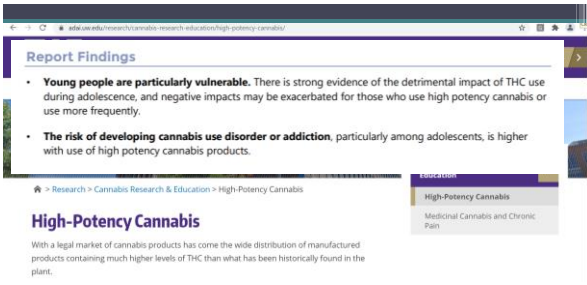 adai.uw.edu/research/cannabis-research-education/high-potency-cannabis/
Report Findings
• Young people are particularly vulnerable. There is strong evidence of the detrimental impact of THC use
during adolescence, and negative impacts may be exacerbated for those who use high potency cannabis or
use more frequently.
• The risk of developing cannabis use disorder or addiction, particularly among adolescents, is higher
with use of high potency cannabis products.
> Research > Cannabis Research & Education > High-Potency Cannabis
High-Potency Cannabis
With a legal market of cannabis products has come the wide distribution of manufactured
products containing much higher levels of THC than what has been historically found in the
plant.
Education
High-Potency Cannabis
Medicinal Cannabis and Chronic
Pain